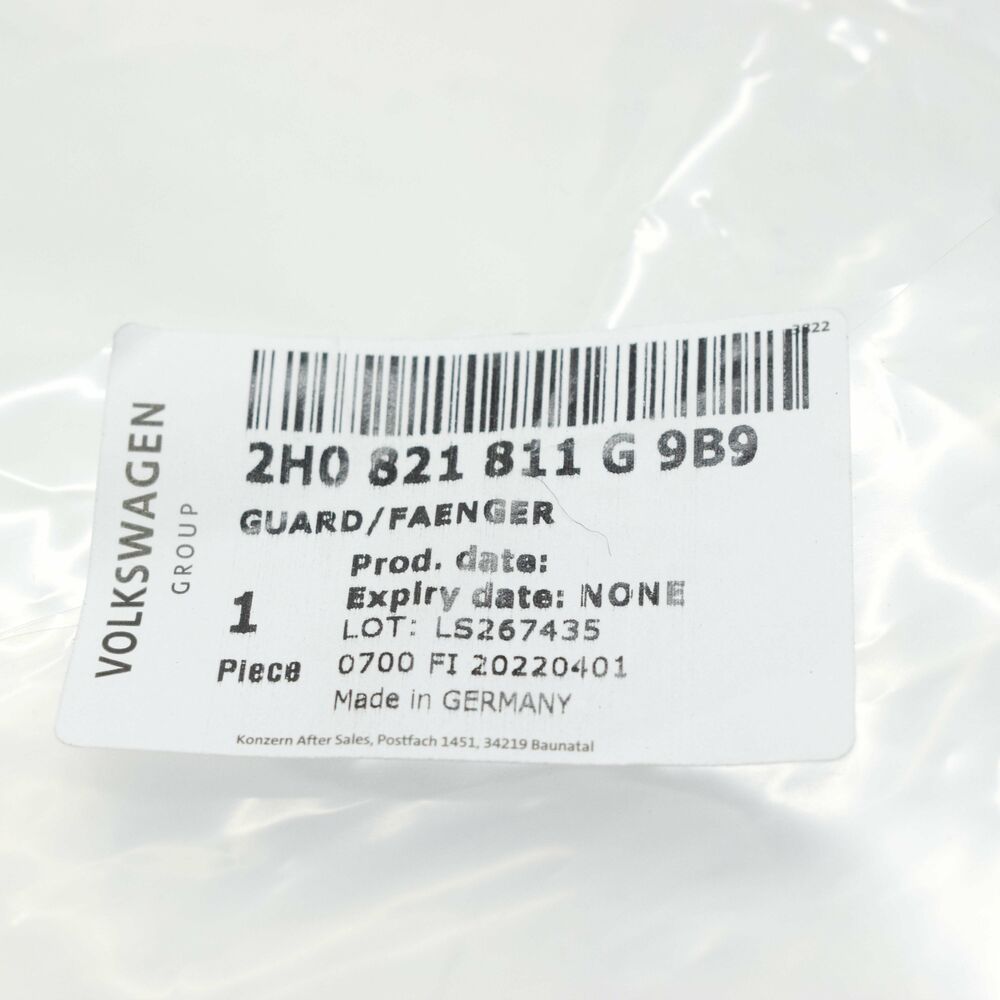 3822
2H0 821 811 G 9B9
GUARD/FAENGER
Prod. date:
Expiry date: NONE
LOT: LS267435
0700 FI 20220401
Made in GERMANY
1
Piece
VOLKSWAGEN
GROUP
Konzern After Sales, Postfach 1451, 34219 Baunatal